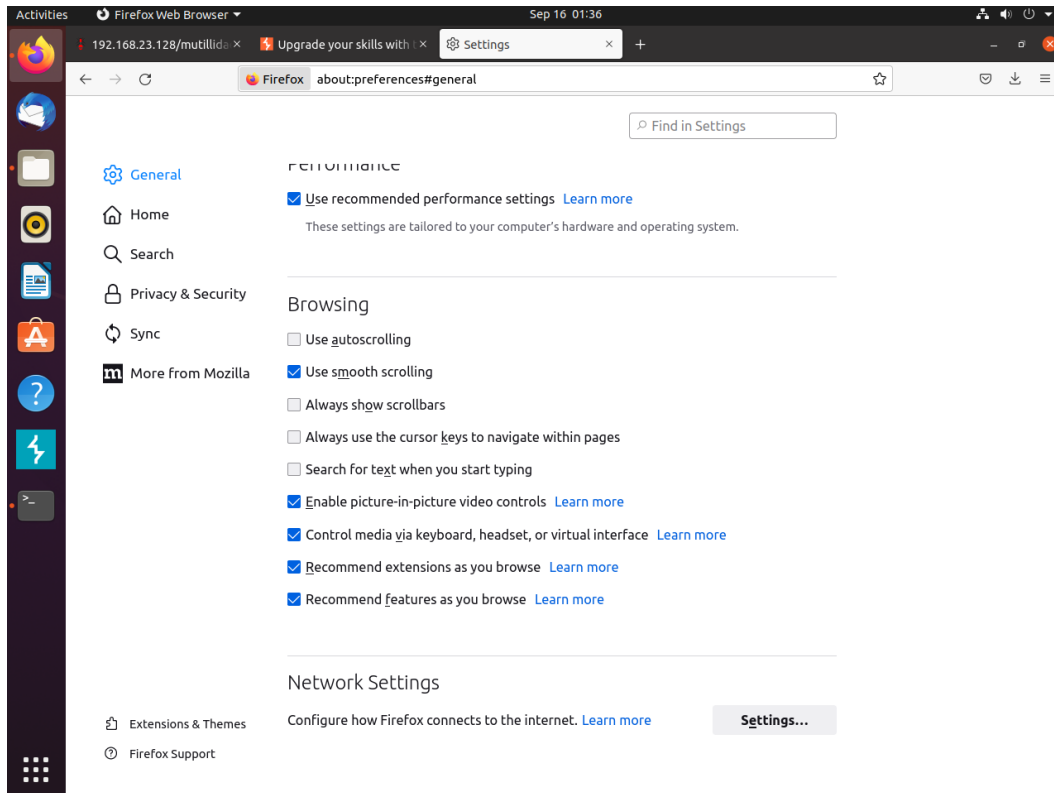 Activities Firefox Web Browser Sep 16 01:36
192.168.23.128/mutillida × Upgrade your skills with t × Settings × +
Firefox about:preferences#general
Find in Settings
General
Home
Search
Privacy & Security
Sync
More from Mozilla
Extensions & Themes
Firefox Support
Performance
Use recommended performance settings Learn more
These settings are tailored to your computer's hardware and operating system.
Browsing
Use autoscrolling
Use smooth scrolling
Always show scrollbars
Always use the cursor keys to navigate within pages
Search for text when you start typing
Enable picture-in-picture video controls Learn more
Control media via keyboard, headset, or virtual interface Learn more
Recommend extensions as you browse Learn more
Recommend features as you browse Learn more
Network Settings
Configure how Firefox connects to the internet. Learn more Settings...